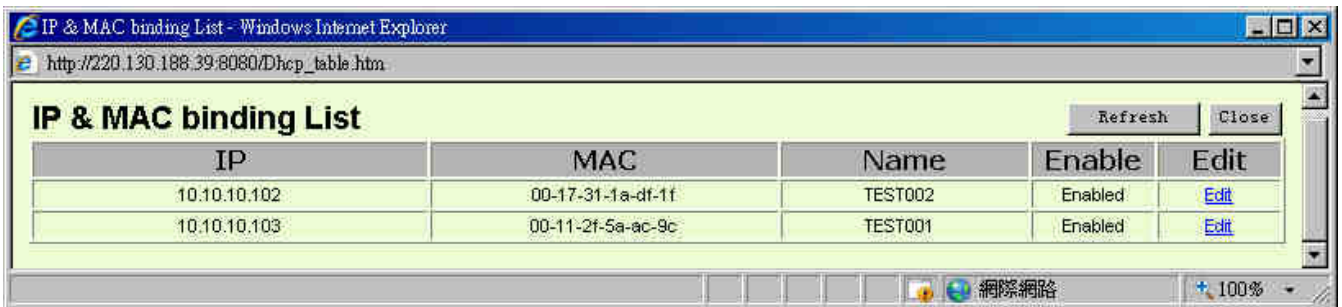 IP & MAC binding List - Windows Internet Explorer
http://220.130.188.39:8080/Dhcp_table.htm
IP & MAC binding List Refresh Close
IP MAC Name Enable Edit
10.10.10.102 00-17-31-1a-df-1f TEST002 Enabled Edit
10.10.10.103 00-11-2f-5a-ac-9c TEST001 Enabled Edit
網際網路 100%